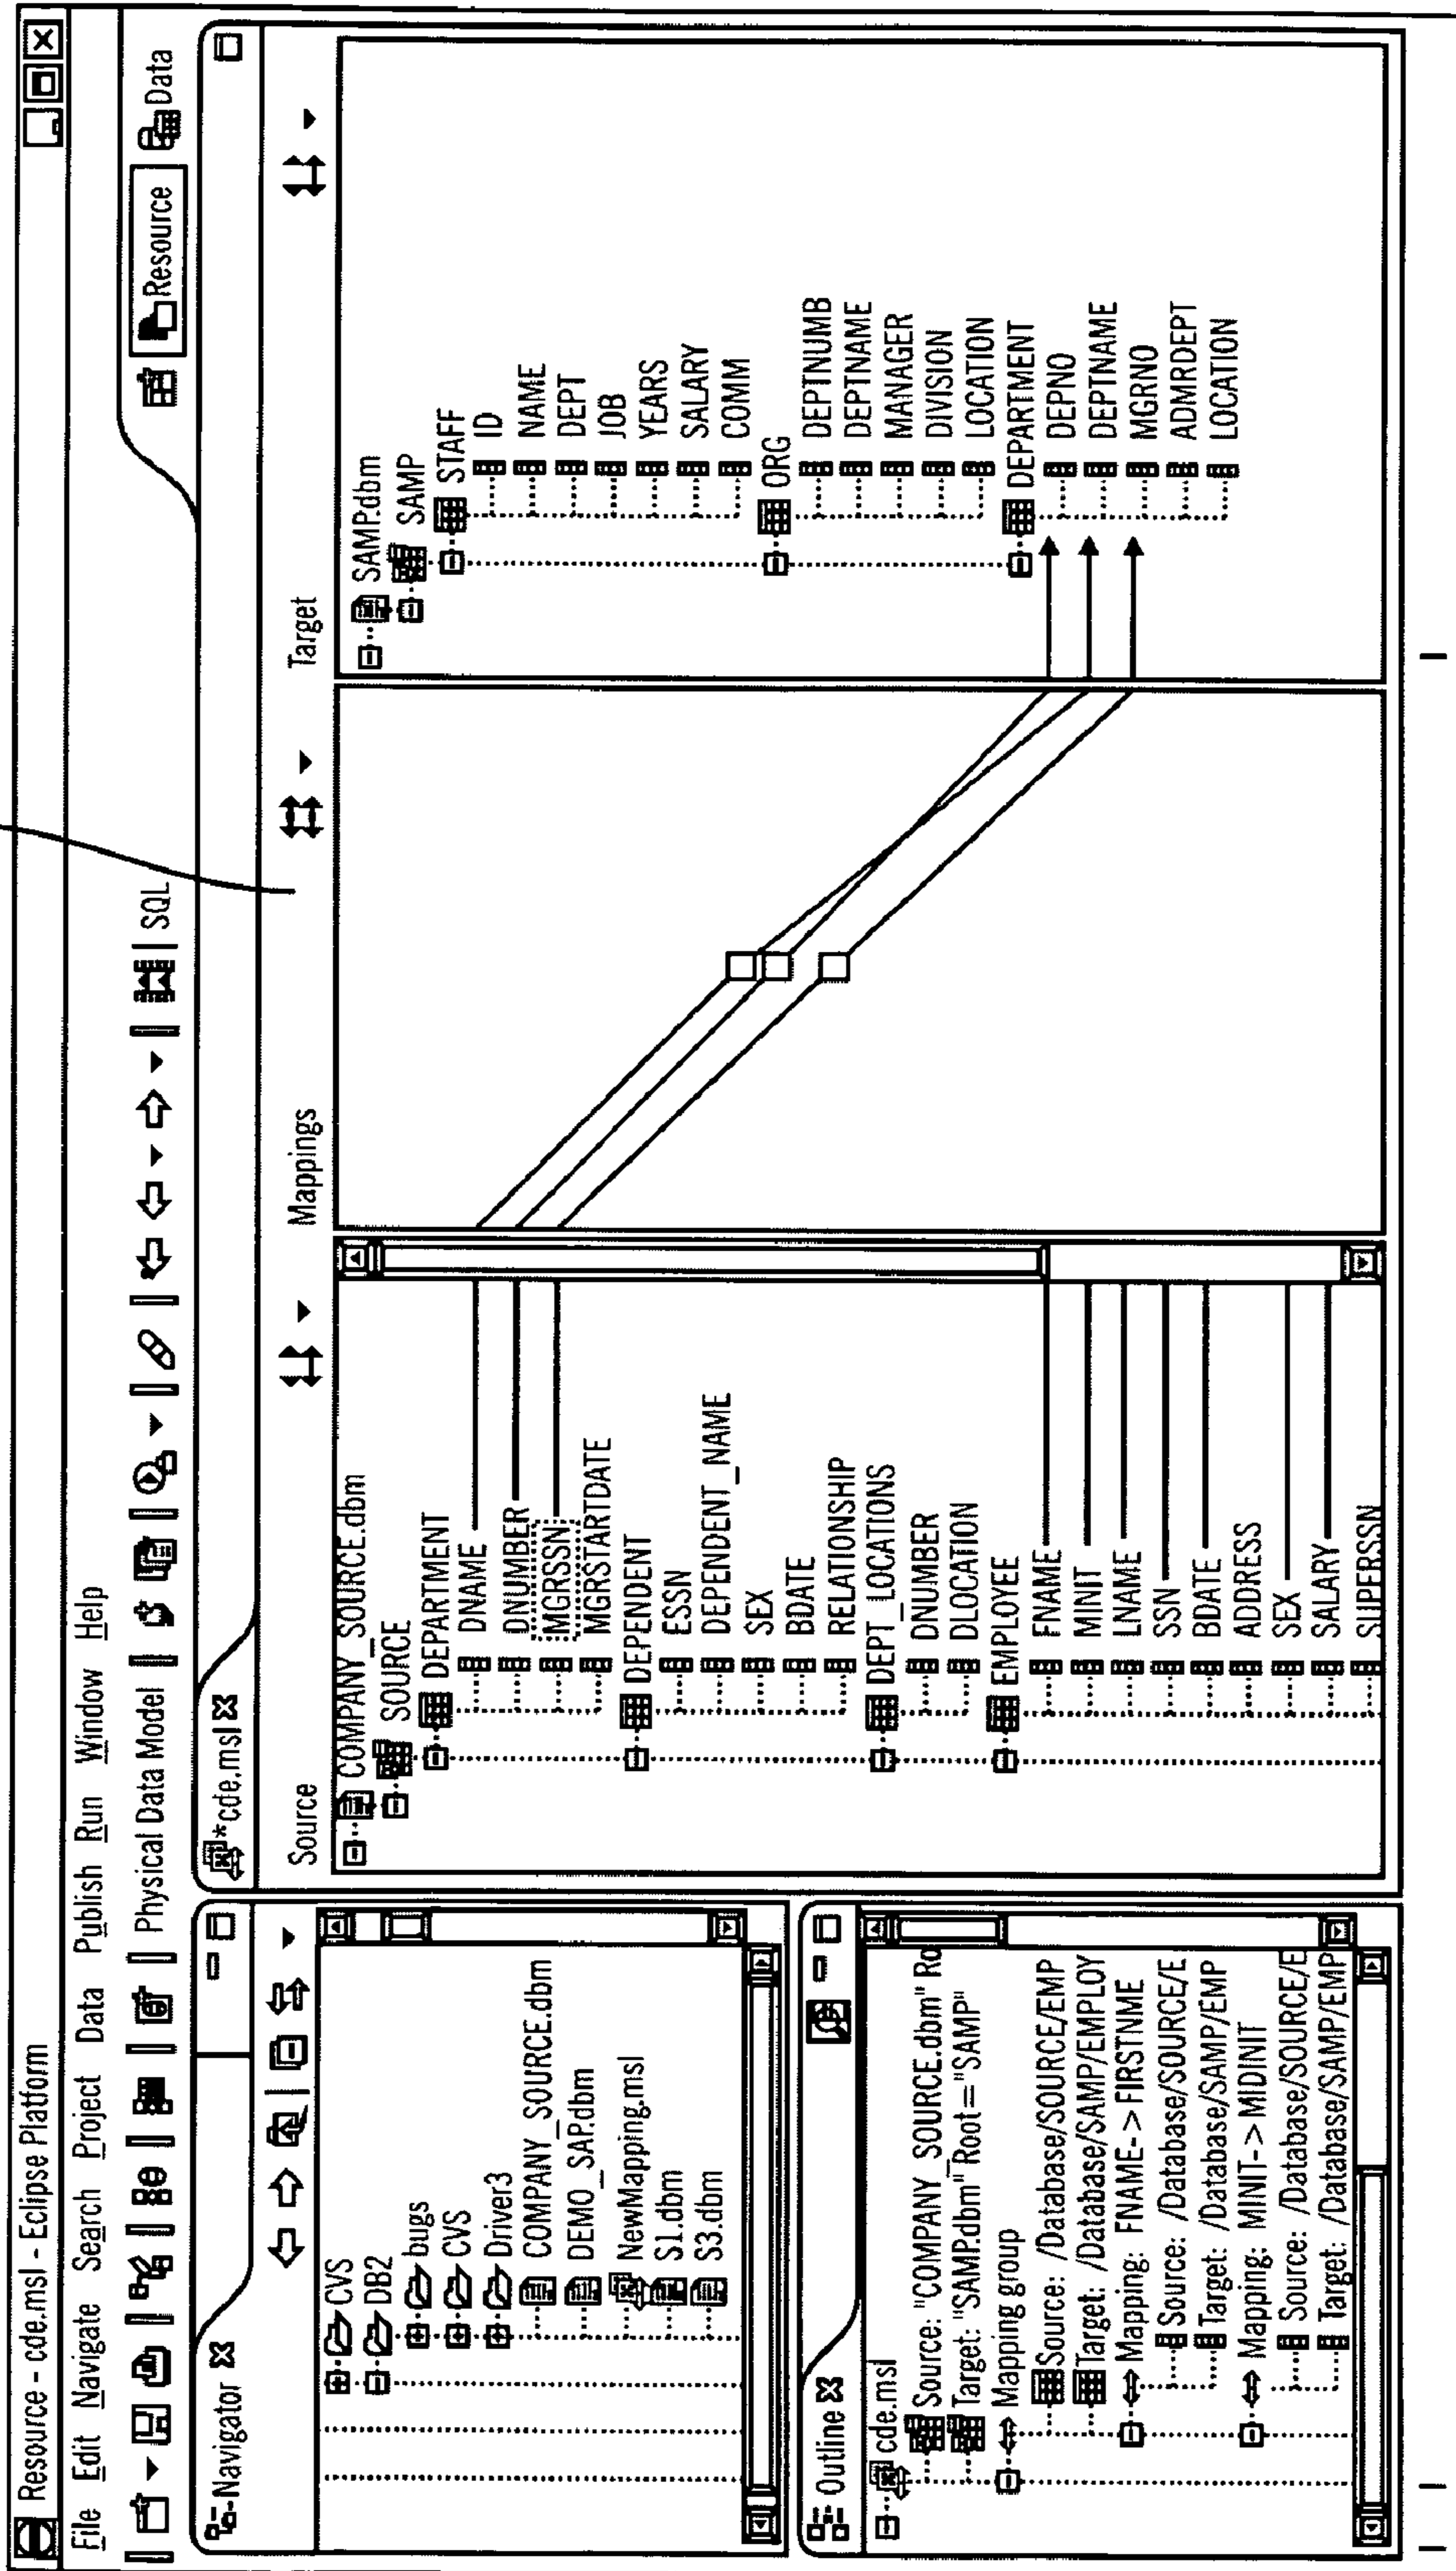 Resource - cde.msl - Eclipse Platform
File Edit Navigate Search Project Data Publish Run Window Help
Physical Data Model
SQL
Resource
Data
Navigator
CVS
DB2
bugs
CVS
Driver3
COMPANY_SOURCE.dbm
DEMO_SAP.dbm
NewMapping.msl
S1.dbm
S3.dbm
Outline
cde.msl
Source: "COMPANY_SOURCE.dbm" Ro
Target: "SAMP.dbm" Root="SAMP"
Mapping group
Source: /Database/SOURCE/EMP
Target: /Database/SAMP/EMPLOY
Mapping: FNAME->FIRSTNME
Source: /Database/SOURCE/E
Target: /Database/SAMP/EMP
Mapping: MINIT->MIDINIT
Source: /Database/SOURCE/E
Target: /Database/SAMP/EMP
*cde.msl
Source
COMPANY_SOURCE.dbm
SOURCE
DEPARTMENT
DNAME
DNUMBER
MGRSSN
MGRSTARTDATE
DEPENDENT
ESSN
DEPENDENT_NAME
SEX
BDATE
RELATIONSHIP
DEPT_LOCATIONS
DNUMBER
DLOCATION
EMPLOYEE
FNAME
MINIT
LNAME
SSN
BDATE
ADDRESS
SEX
SALARY
SUPERSSN
Mappings
Target
SAMP.dbm
SAMP
STAFF
ID
NAME
DEPT
JOB
YEARS
SALARY
COMM
ORG
DEPTNUMB
DEPTNAME
MANAGER
DIVISION
LOCATION
DEPARTMENT
DEPNO
DEPTNAME
MGRNO
ADMRDEPT
LOCATION